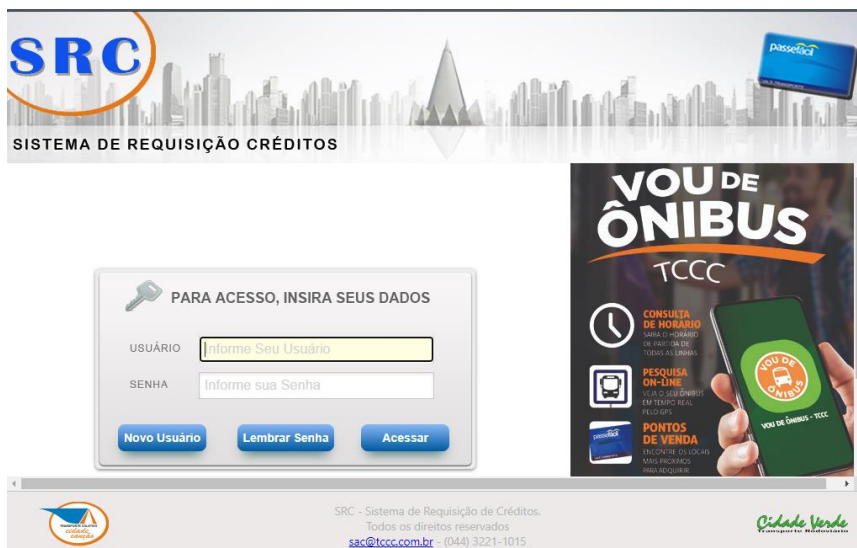 SRC
passefácil
SISTEMA DE REQUISIÇÃO CRÉDITOS
VOU DE
ÔNIBUS
TCCC
PARA ACESSO, INSIRA SEUS DADOS
USUÁRIO
Informe Seu Usuário
SENHA
Informe sua Senha
Novo Usuário
Lembrar Senha
Acessar
CONSULTA
DE HORÁRIO
SAIBA O HORÁRIO
DE PARTIDA DE
TODAS AS LINHAS
PESQUISA
ON-LINE
VEJA O SEU ÔNIBUS
EM TEMPO REAL
PELO GPS
passefácil
PONTOS
DE VENDA
ENCONTRE OS LOCAIS
MAIS PRÓXIMOS
PARA ADQUIRIR
VOU DE
ÔNIBUS
VOU DE ÔNIBUS - TCCC
cidade
canção
SRC - Sistema de Requisição de Créditos.
Todos os direitos reservados
sac@tccc.com.br - (044) 3221-1015
Cidade Verde
Transporte Rodoviário